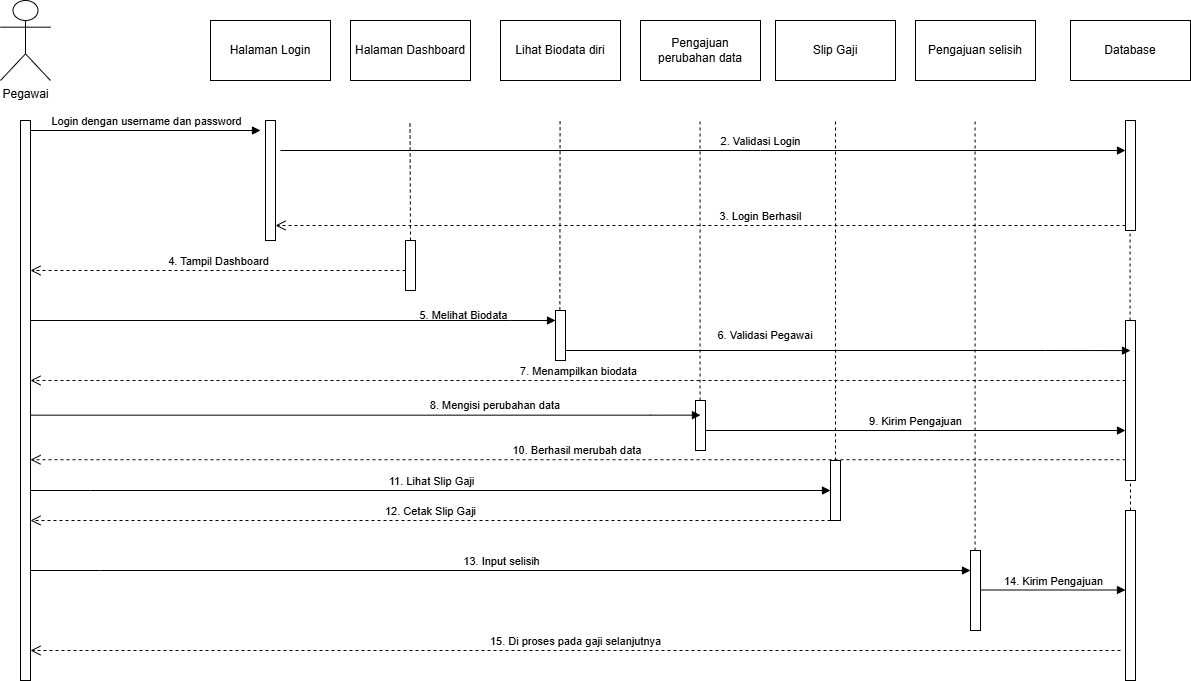 Pegawai
Halaman Login
Halaman Dashboard
Lihat Biodata diri
Pengajuan
perubahan data
Slip Gaji
Pengajuan selisih
Database
Login dengan username dan password
2. Validasi Login
3. Login Berhasil
4. Tampil Dashboard
5. Melihat Biodata
6. Validasi Pegawai
7. Menampilkan biodata
8. Mengisi perubahan data
9. Kirim Pengajuan
10. Berhasil merubah data
11. Lihat Slip Gaji
12. Cetak Slip Gaji
13. Input selisih
14. Kirim Pengajuan
15. Di proses pada gaji selanjutnya